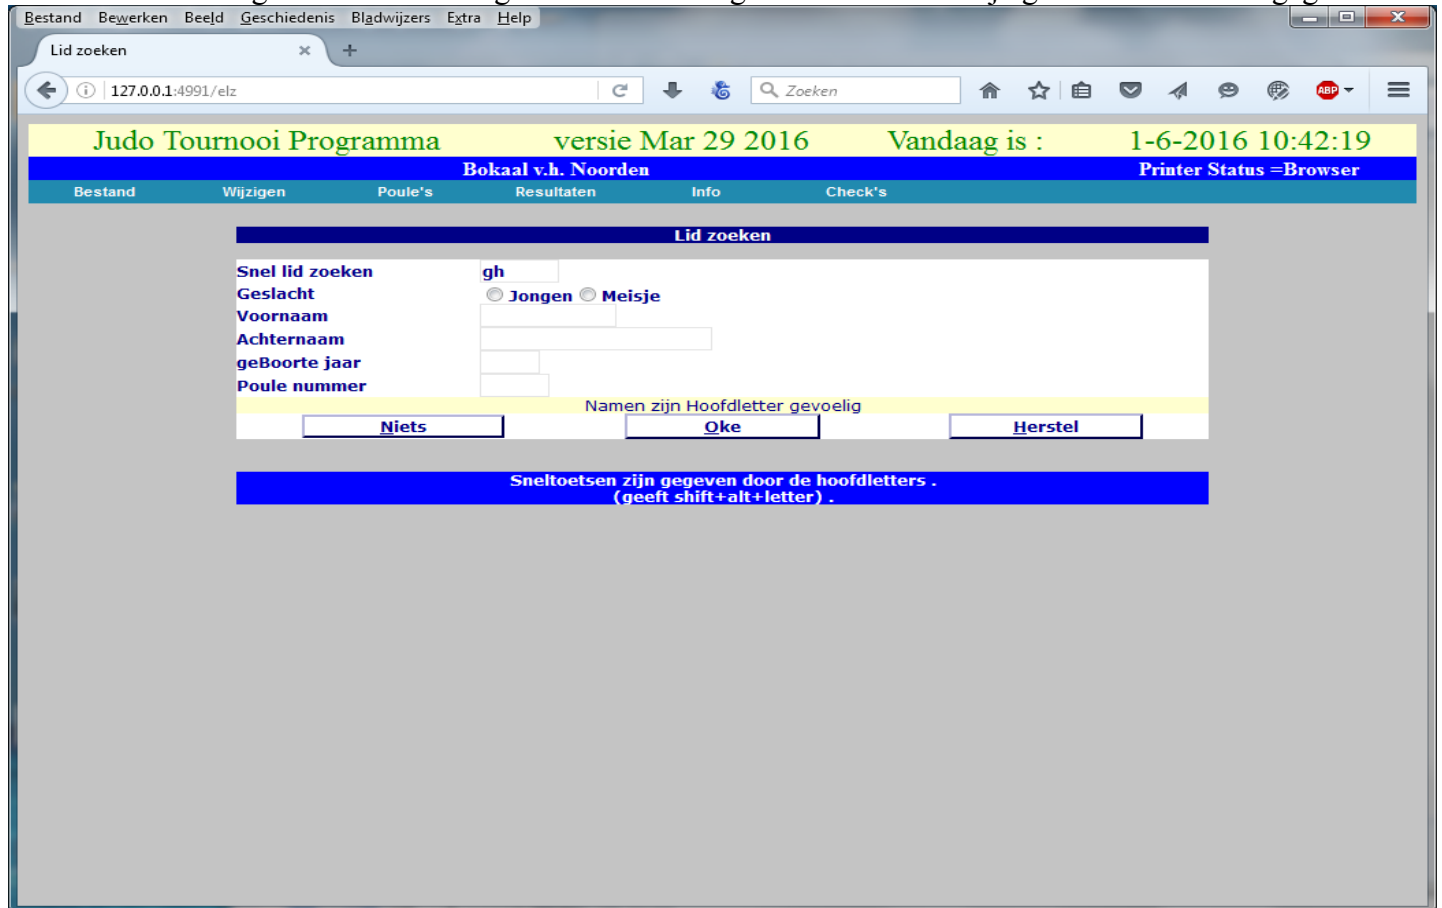 Bestand Bewerken Beeld Geschiedenis Bladwijzers Extra Help
Lid zoeken × +
127.0.0.1:4991/elz Zoeken ABP
Judo Tournooi Programma versie Mar 29 2016 Vandaag is : 1-6-2016 10:42:19
Bokaal v.h. Noorden Printer Status =Browser
Bestand Wijzigen Poule's Resultaten Info Check's
Lid zoeken
Snel lid zoeken gh
Geslacht Jongen Meisje
Voornaam
Achternaam
geBoorte jaar
Poule nummer
Namen zijn Hoofdletter gevoelig
Niets Oke Herstel
Sneltoetsen zijn gegeven door de hoofdletters .
(geeft shift+alt+letter) .